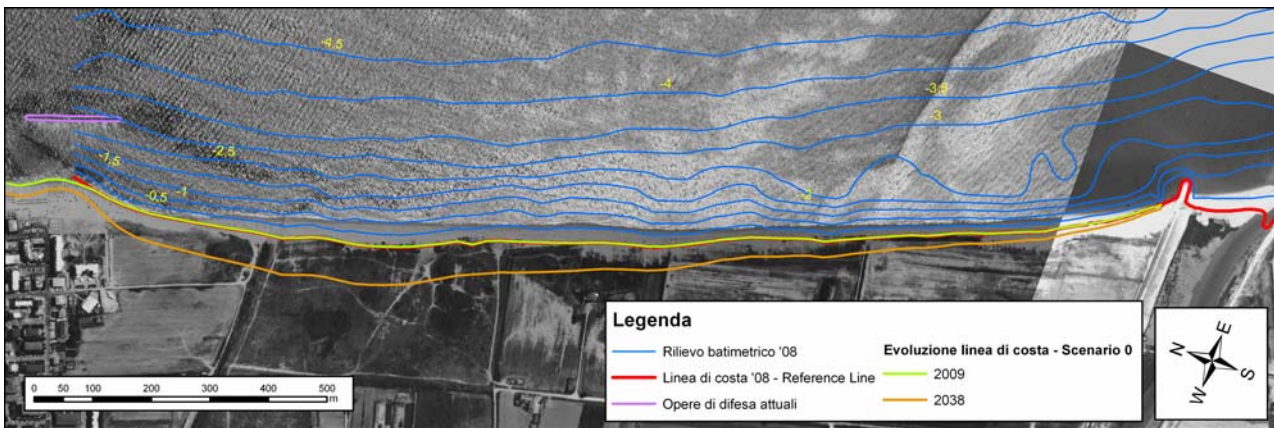 -4.5
-4
-3.5
-3
-2.5
-1.5
-1
-0.5
-2
0 50 100 200 300 400 500
m
Legenda
Rilievo batimetrico '08
Linea di costa '08 - Reference Line
Opere di difesa attuali
Evoluzione linea di costa - Scenario 0
2009
2038
N
E
W
S